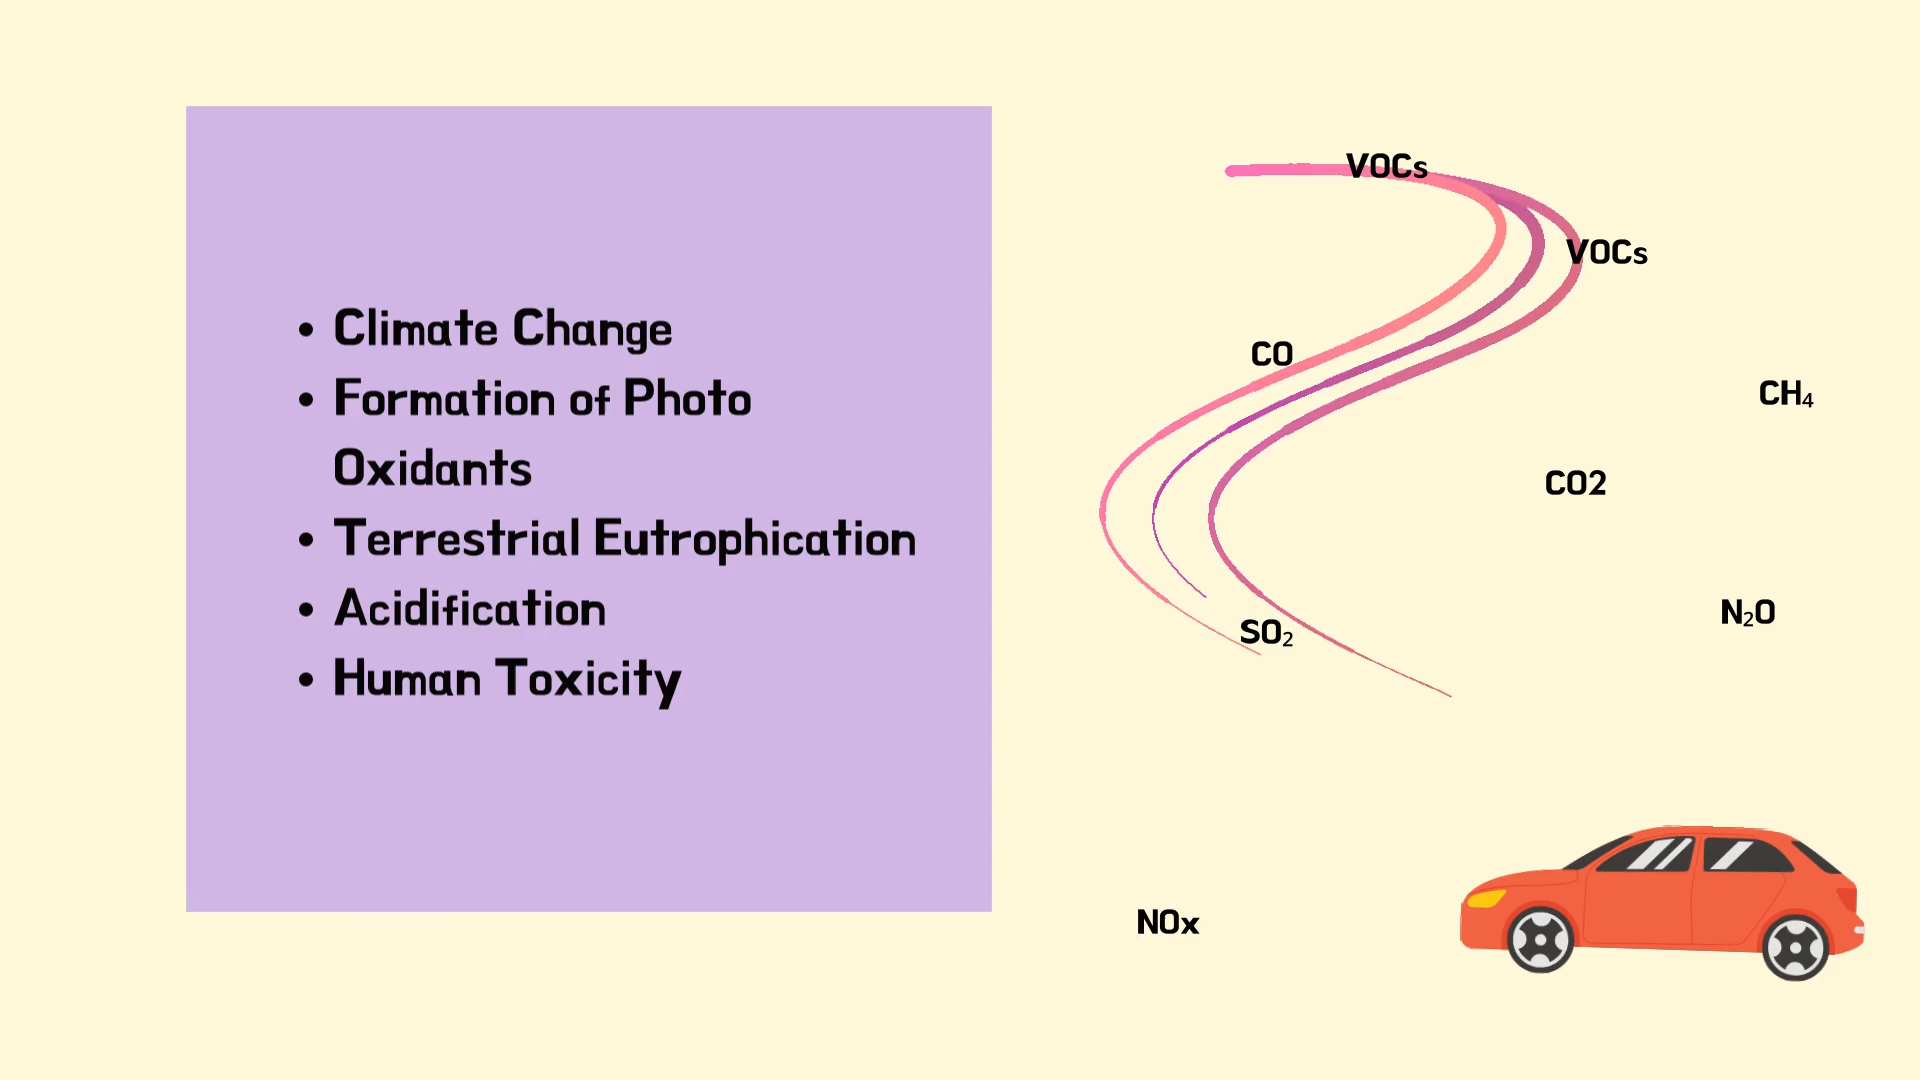 • Climate Change
• Formation of Photo
Oxidants
• Terrestrial Eutrophication
• Acidification
• Human Toxicity
VOCs
VOCs
CO
CH₄
CO2
N₂O
SO₂
NOx